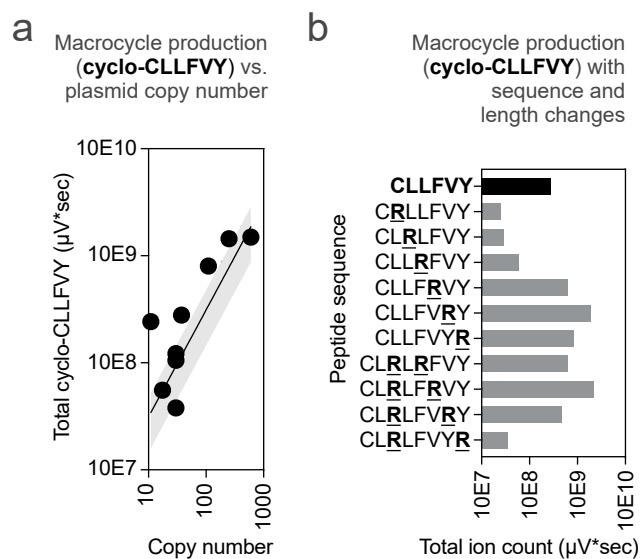 a
Macrocycle production
(cyclo-CLLFVY) vs.
plasmid copy number
Total cyclo-CLLFVY (µV*sec)
10E10
10E9
10E8
10E7
10
100
1000
Copy number
b
Macrocycle production
(cyclo-CLLFVY) with
sequence and
length changes
Peptide sequence
CLLFVY
CRLLFVY
CLRLFVY
CLLRFVY
CLLFRVY
CLLFVRY
CLLFVYR
CLRLRFVY
CLRLFRVY
CLRLFVRY
CLRLFVYR
10E7
10E8
10E9
10E10
Total ion count (µV*sec)